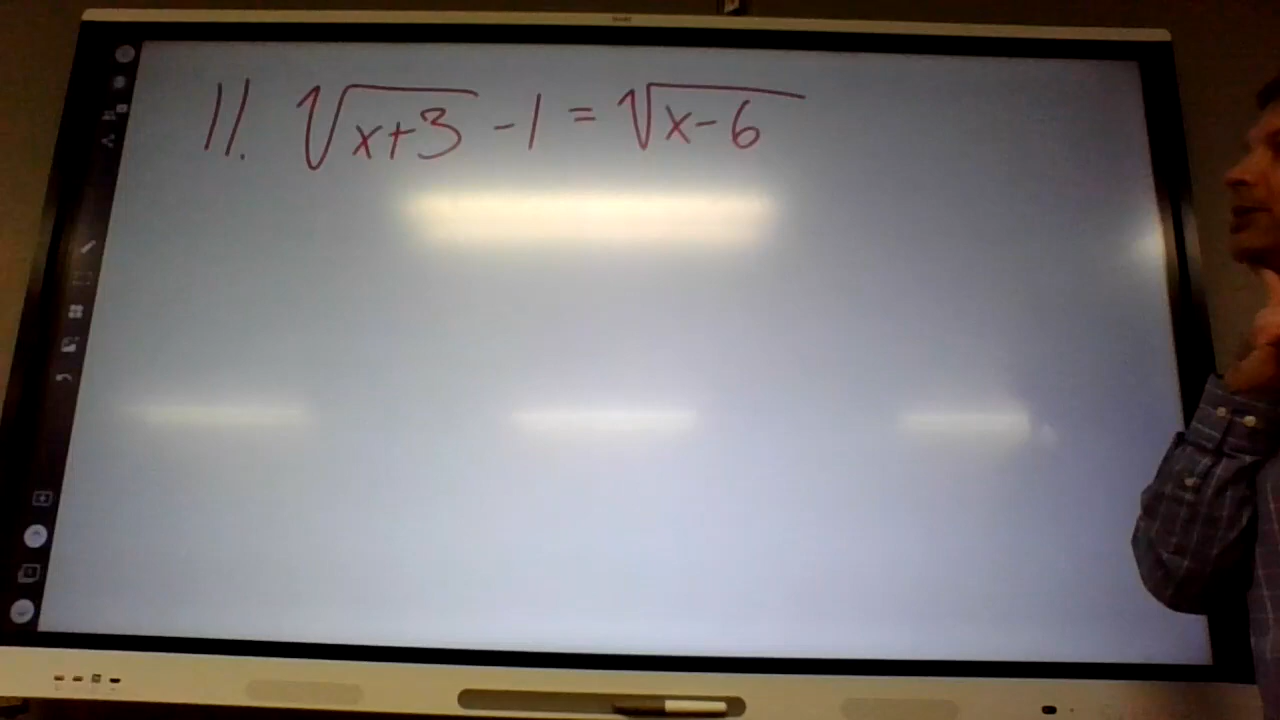 11. √x+3 - 1 = √x-6